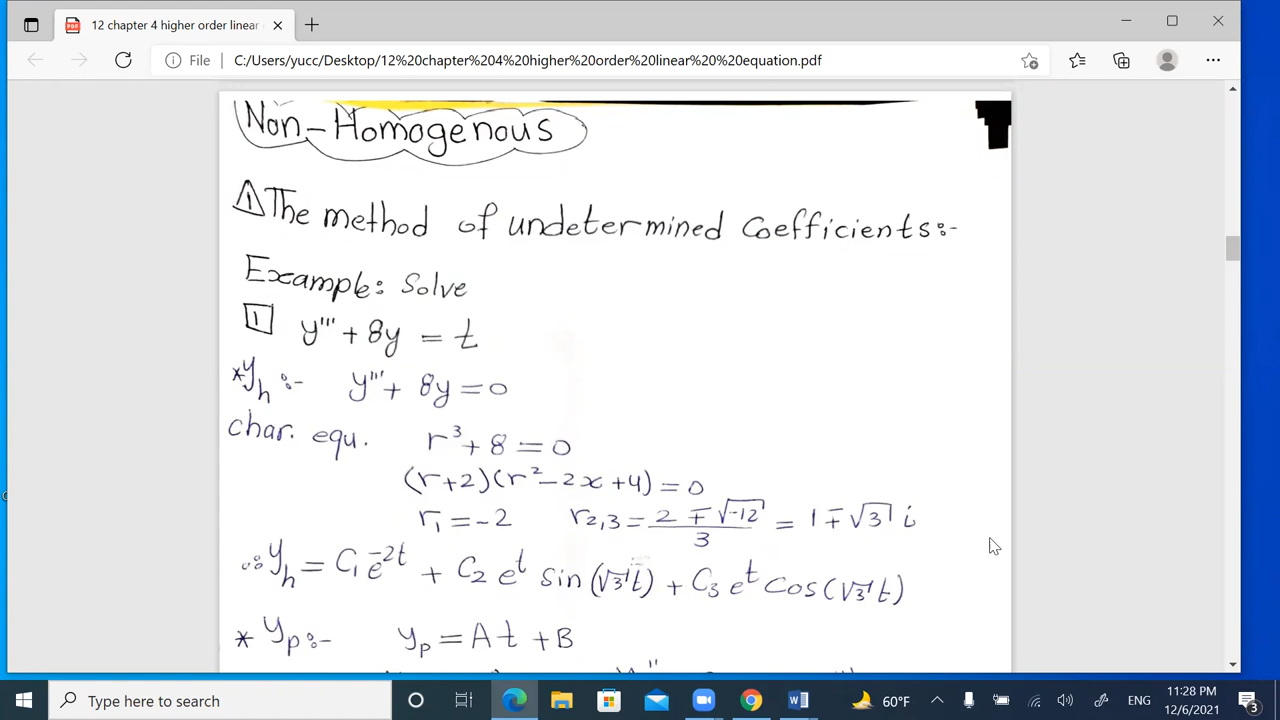 12 chapter 4 higher order linear
File C:/Users/yucc/Desktop/12%20chapter%204%20higher%20order%20linear%20%20equation.pdf
Non-Homogenous
1 The method of undetermined Coefficients:-
Example: Solve
1 y''' + 8y = t
*y_h :- y''' + 8y = 0
char. equ. r³ + 8 = 0
(r+2)(r² - 2x + 4) = 0
r₁ = -2 r₂,₃ = 2 ∓ √-12 / 3 = 1 ∓ √3 i
∴ y_h = C₁ e^-2t + C₂ e^t sin(√3 t) + C₃ e^t cos(√3 t)
* y_p :- y_p = At + B
y''
Type here to search
60°F
ENG
11:28 PM
12/6/2021
3